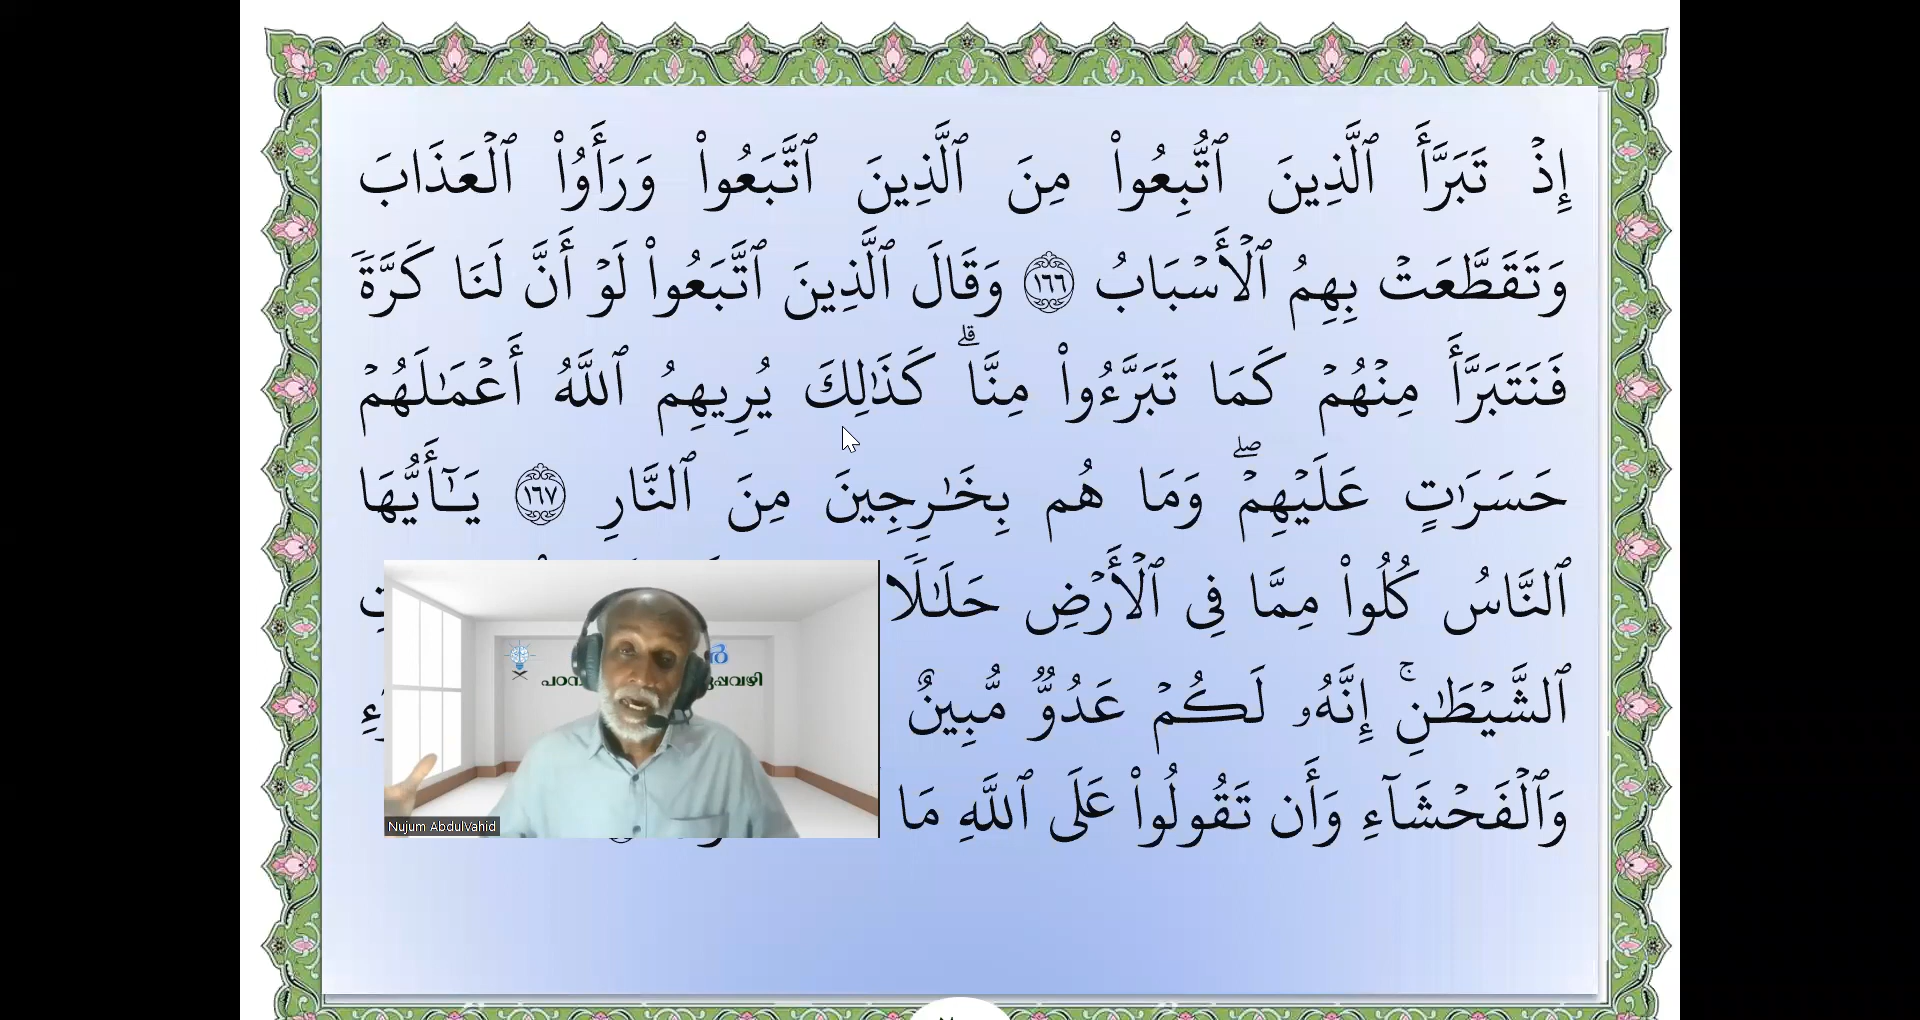 إِذۡ تَبَرَّأَ ٱلَّذِينَ ٱتُّبِعُواْ مِنَ ٱلَّذِينَ ٱتَّبَعُواْ وَرَأَوُاْ ٱلۡعَذَابَ
وَتَقَطَّعَتۡ بِهِمُ ٱلۡأَسۡبَابُ ١٦٦ وَقَالَ ٱلَّذِينَ ٱتَّبَعُواْ لَوۡ أَنَّ لَنَا كَرَّةٗ
فَنَتَبَرَّأَ مِنۡهُمۡ كَمَا تَبَرَّءُواْ مِنَّاۗ كَذَٰلِكَ يُرِيهِمُ ٱللَّهُ أَعۡمَٰلَهُمۡ
حَسَرَٰتٍ عَلَيۡهِمۡۖ وَمَا هُم بِخَٰرِجِينَ مِنَ ٱلنَّارِ ١٦٧ يَٰٓأَيُّهَا
ٱلنَّاسُ كُلُواْ مِمَّا فِي ٱلۡأَرۡضِ حَلَٰلٗا
ٱلشَّيۡطَٰنِۚ إِنَّهُۥ لَكُمۡ عَدُوّٞ مُّبِينٌ
وَٱلۡفَحۡشَآءِ وَأَن تَقُولُواْ عَلَى ٱللَّهِ مَا
Nujum AbdulVahid